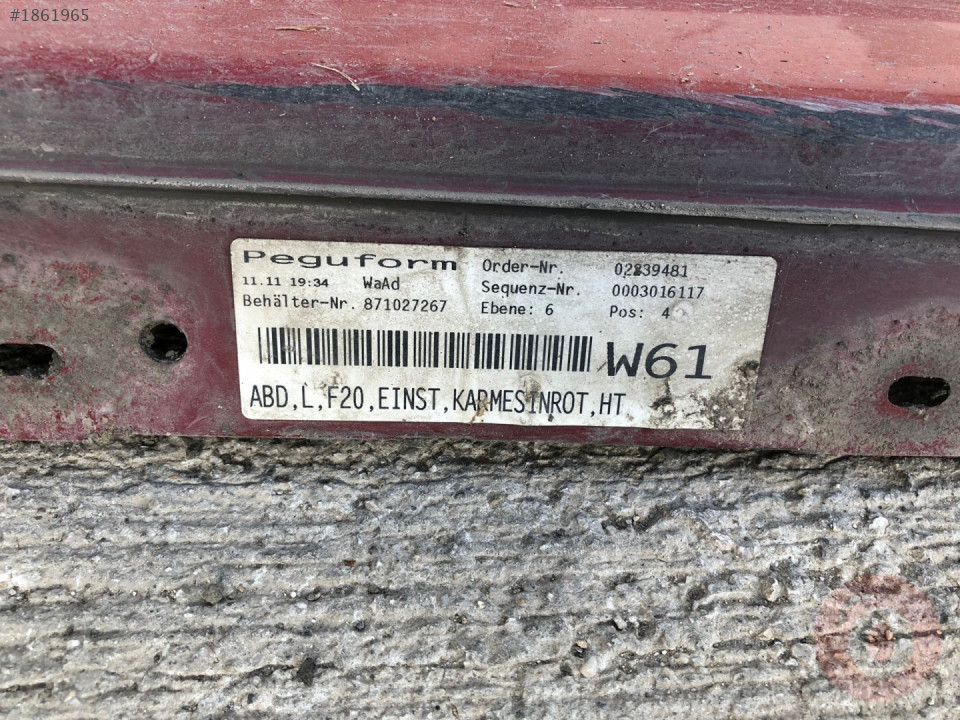 #1861965
Peguform Order-Nr. 02839481
11.11 19:34 WaAd Sequenz-Nr. 0003016117
Behälter-Nr. 871027267 Ebene: 6 Pos: 4
W61
ABD,L,F20,EINST,KARMESINROT,HT